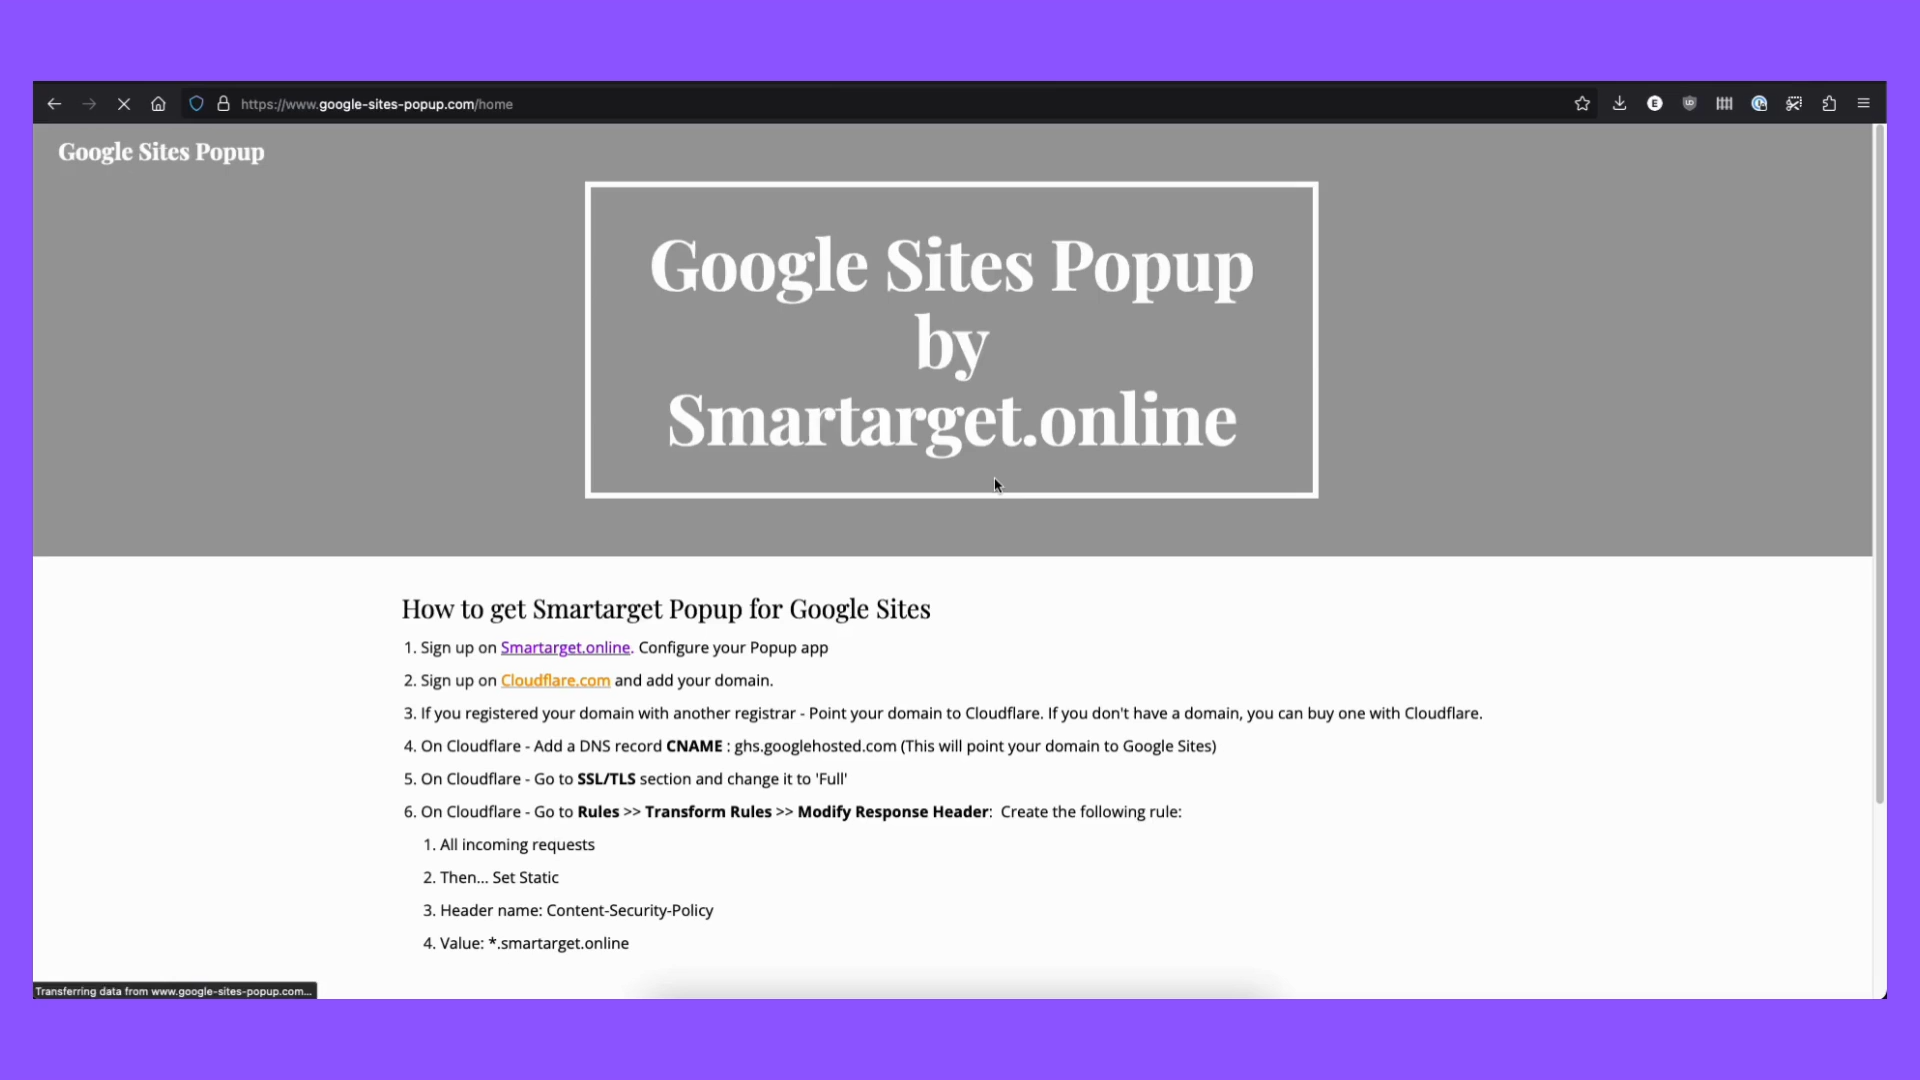 https://www.google-sites-popup.com/home
Google Sites Popup
Google Sites Popup
by
Smartarget.online
How to get Smartarget Popup for Google Sites
1. Sign up on Smartarget.online. Configure your Popup app
2. Sign up on Cloudflare.com and add your domain.
3. If you registered your domain with another registrar - Point your domain to Cloudflare. If you don't have a domain, you can buy one with Cloudflare.
4. On Cloudflare - Add a DNS record CNAME : ghs.googlehosted.com (This will point your domain to Google Sites)
5. On Cloudflare - Go to SSL/TLS section and change it to 'Full'
6. On Cloudflare - Go to Rules >> Transform Rules >> Modify Response Header:  Create the following rule:
1. All incoming requests
2. Then... Set Static
3. Header name: Content-Security-Policy
4. Value: *.smartarget.online
Transferring data from www.google-sites-popup.com...